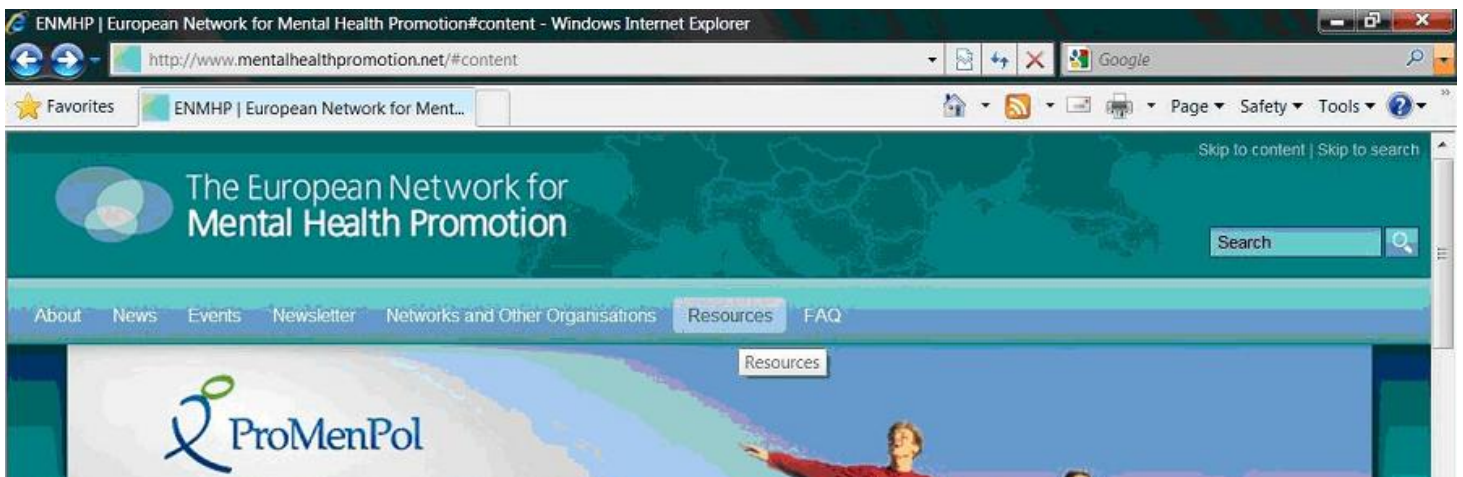 ENMHP | European Network for Mental Health Promotion#content - Windows Internet Explorer
http://www.mentalhealthpromotion.net/#content
Google
Favorites
ENMHP | European Network for Ment...
Page Safety Tools
Skip to content | Skip to search
The European Network for
Mental Health Promotion
Search
About News Events Newsletter Networks and Other Organisations Resources FAQ
Resources
ProMenPol